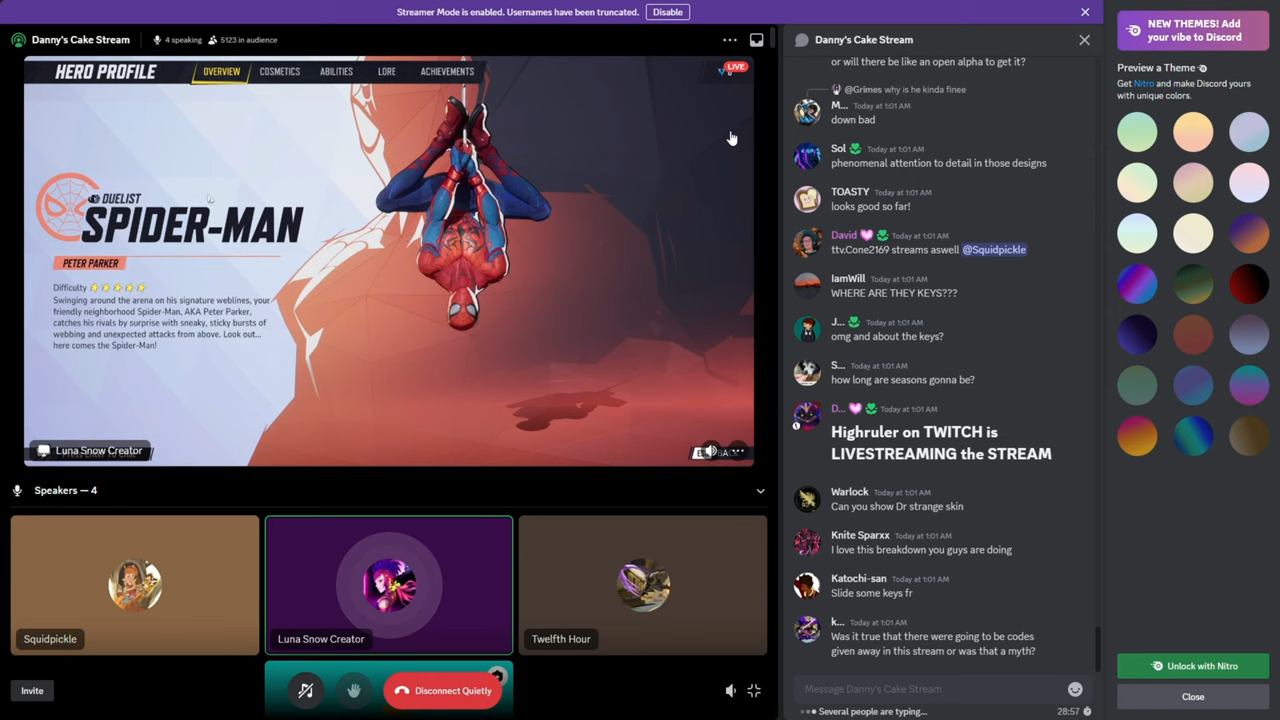 Streamer Mode is enabled. Usernames have been truncated.
Disable
Danny's Cake Stream
4 speaking
5123 in audience
HERO PROFILE
OVERVIEW
COSMETICS
ABILITIES
LORE
ACHIEVEMENTS
LIVE
DUELIST
SPIDER-MAN
PETER PARKER
Difficulty
Swinging around the arena on his signature weblines, your
friendly neighborhood Spider-Man, AKA Peter Parker,
catches his rivals by surprise with sneaky, sticky bursts of
webbing and unexpected attacks from above. Look out...
here comes the Spider-Man!
Luna Snow Creator
Speakers — 4
Squidpickle
Luna Snow Creator
Twelfth Hour
Invite
Disconnect Quietly
Danny's Cake Stream
or will there be like an open alpha to get it?
@Grimes why is he kinda finee
M... Today at 1:01 AM
down bad
Sol Today at 1:01 AM
phenomenal attention to detail in those designs
TOASTY Today at 1:01 AM
looks good so far!
David Today at 1:01 AM
ttv.Cone2169 streams aswell @Squidpickle
IamWill Today at 1:01 AM
WHERE ARE THEY KEYS???
J... Today at 1:01 AM
omg and about the keys?
S... Today at 1:01 AM
how long are seasons gonna be?
D... Today at 1:01 AM
Highruler on TWITCH is
LIVESTREAMING the STREAM
Warlock Today at 1:01 AM
Can you show Dr strange skin
Knite Sparxx Today at 1:01 AM
I love this breakdown you guys are doing
Katochi-san Today at 1:01 AM
Slide some keys fr
k... Today at 1:01 AM
Was it true that there were going to be codes
given away in this stream or was that a myth?
Message Danny's Cake Stream
Several people are typing...
28:57
NEW THEMES! Add
your vibe to Discord
Preview a Theme
Get Nitro and make Discord yours
with unique colors.
Unlock with Nitro
Close